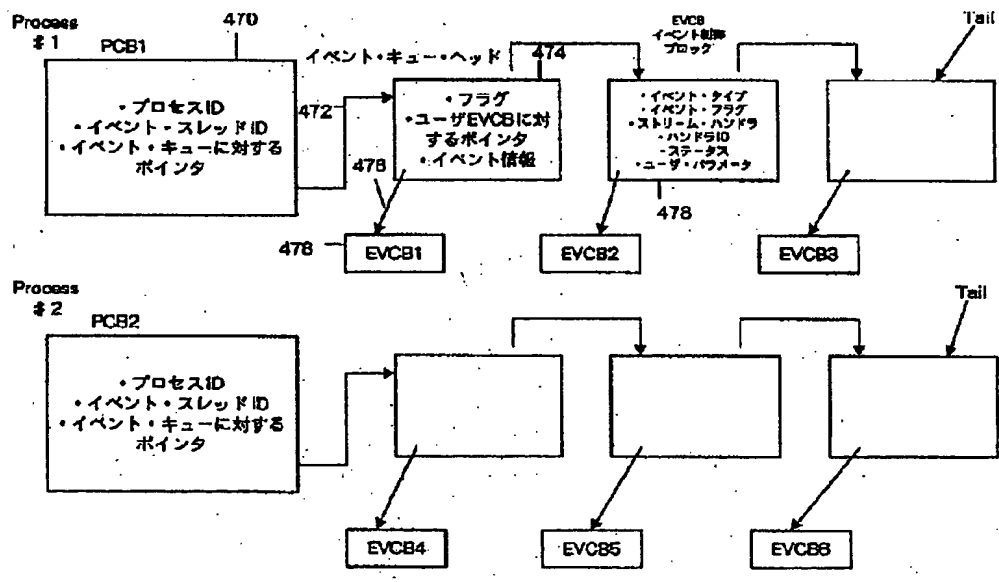 Process
#1
470
PCB1
・プロセスID
・イベント・スレッドID
・イベント・キューに対する
ポインタ
472
イベント・キュー・ヘッド
474
・フラグ
・ユーザEVCBに対
するポインタ
・イベント情報
476
478
EVCB1
EVCB
イベント制御
ブロック
・イベント・タイプ
・イベント・フラグ
・ストリーム・ハンドラ
・ハンドラID
・ステータス
・ユーザ・パラメータ
478
EVCB2
Tail
EVCB3
Process
#2
PCB2
・プロセスID
・イベント・スレッドID
・イベント・キューに対する
ポインタ
Tail
EVCB4
EVCB5
EVCB6